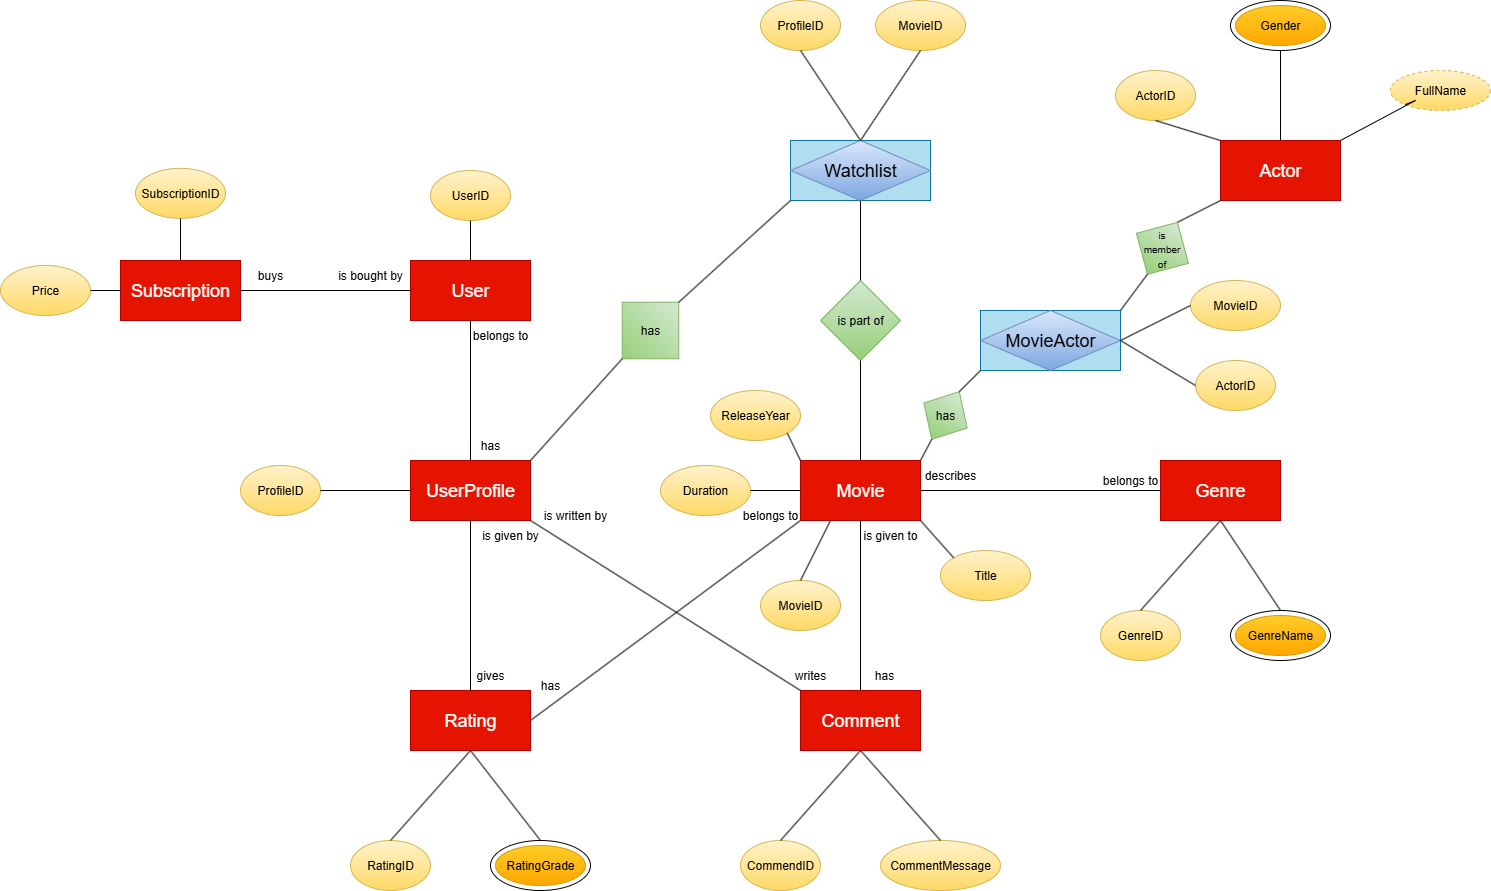 ProfileID
MovieID
Gender
ActorID
FullName
Watchlist
Actor
SubscriptionID
UserID
is
member
of
buys
is bought by
Price
Subscription
User
MovieID
belongs to
has
is part of
MovieActor
ActorID
ReleaseYear
has
has
describes
belongs to
ProfileID
UserProfile
Duration
Movie
Genre
is written by
belongs to
is given by
is given to
Title
MovieID
GenreID
GenreName
gives
has
writes
has
Rating
Comment
RatingID
RatingGrade
CommendID
CommentMessage